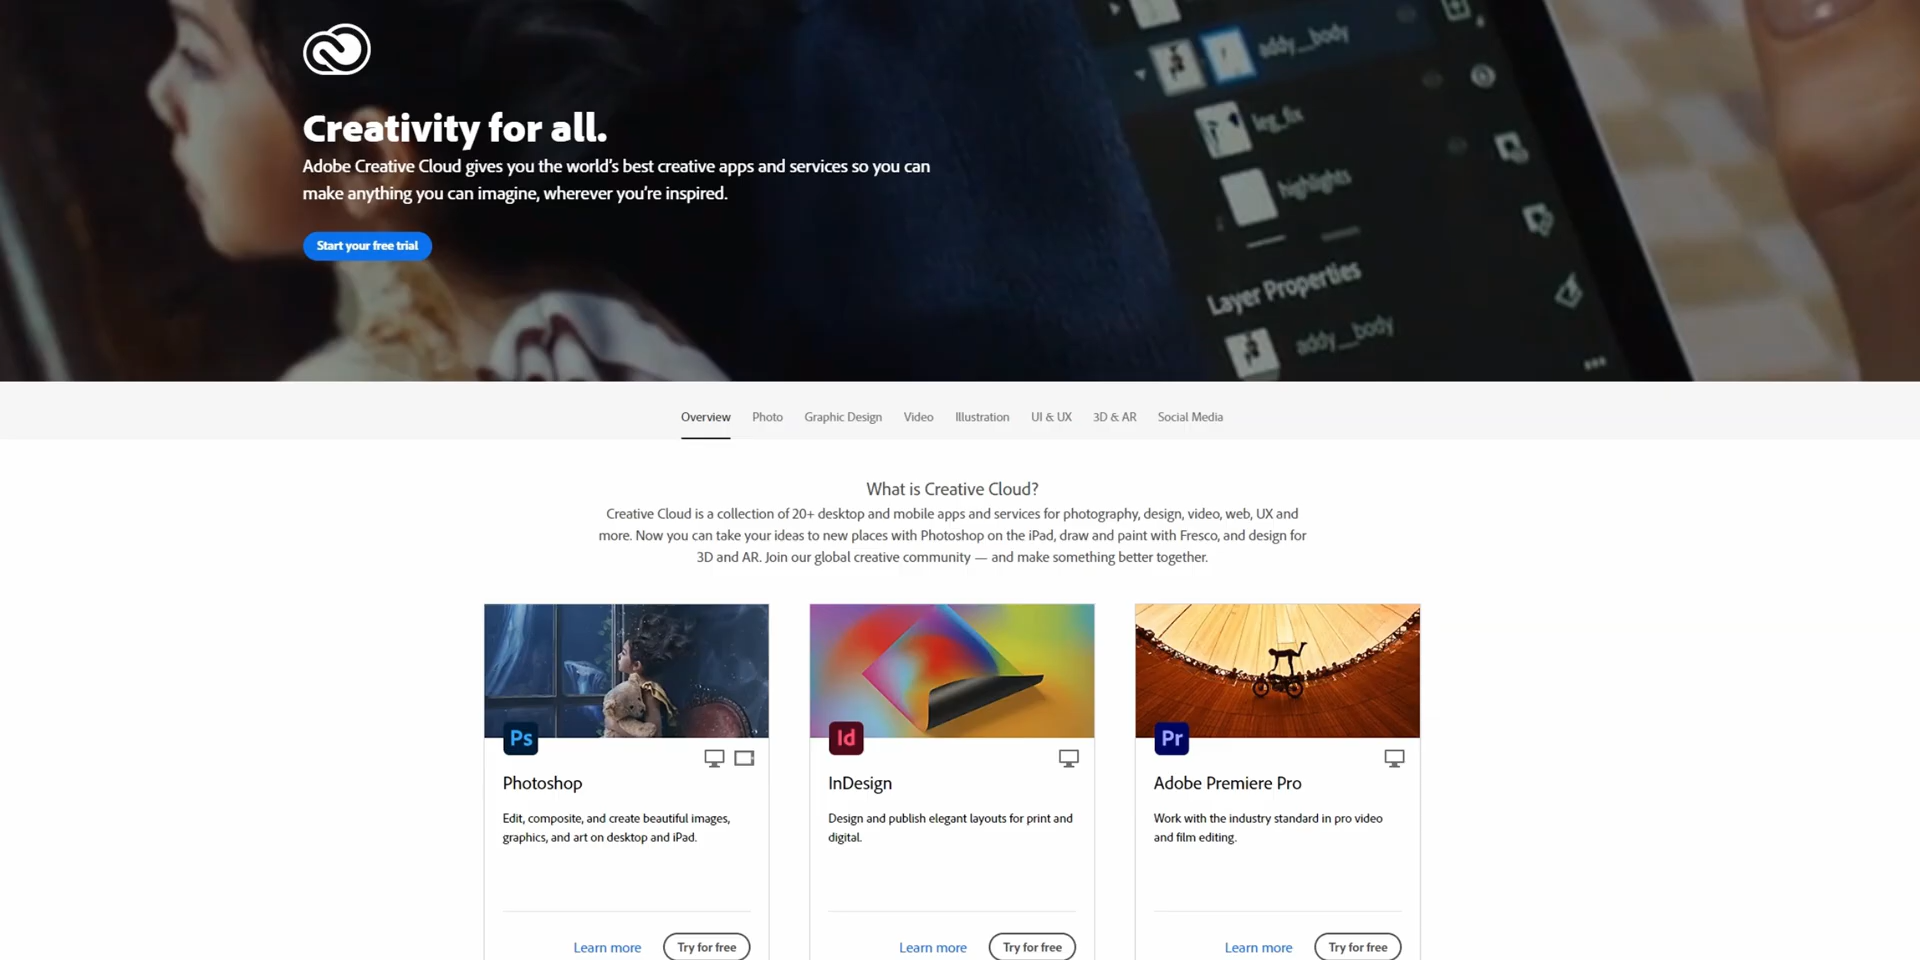 addy__body
leg_fix
highlights
Layer Properties
addy__body
Creativity for all.
Adobe Creative Cloud gives you the world's best creative apps and services so you can
make anything you can imagine, wherever you're inspired.
Start your free trial
Overview Photo Graphic Design Video Illustration UI & UX 3D & AR Social Media
What is Creative Cloud?
Creative Cloud is a collection of 20+ desktop and mobile apps and services for photography, design, video, web, UX and
more. Now you can take your ideas to new places with Photoshop on the iPad, draw and paint with Fresco, and design for
3D and AR. Join our global creative community — and make something better together.
Ps
Photoshop
Edit, composite, and create beautiful images,
graphics, and art on desktop and iPad.
Learn more Try for free
Id
InDesign
Design and publish elegant layouts for print and
digital.
Learn more Try for free
Pr
Adobe Premiere Pro
Work with the industry standard in pro video
and film editing.
Learn more Try for free